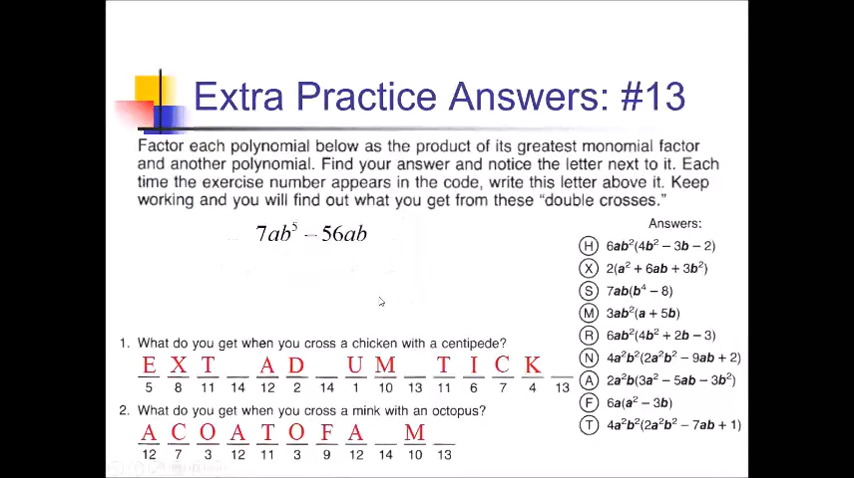 Extra Practice Answers: #13
Factor each polynomial below as the product of its greatest monomial factor
and another polynomial. Find your answer and notice the letter next to it. Each
time the exercise number appears in the code, write this letter above it. Keep
working and you will find out what you get from these “double crosses.”
7ab⁵ – 56ab
Answers:
H 6ab²(4b² – 3b – 2)
X 2(a² + 6ab + 3b²)
S 7ab(b⁴ – 8)
M 3ab²(a + 5b)
R 6ab²(4b² + 2b – 3)
N 4a²b²(2a²b² – 9ab + 2)
A 2a²b(3a² – 5ab – 3b²)
F 6a(a² – 3b)
T 4a²b²(2a²b² – 7ab + 1)
1. What do you get when you cross a chicken with a centipede?
E X T _ A D _ U M _ T I C K _
5 8 11 14 12 2 14 1 10 13 11 6 7 4 13
2. What do you get when you cross a mink with an octopus?
A C O A T O F A _ M _
12 7 3 12 11 3 9 12 14 10 13